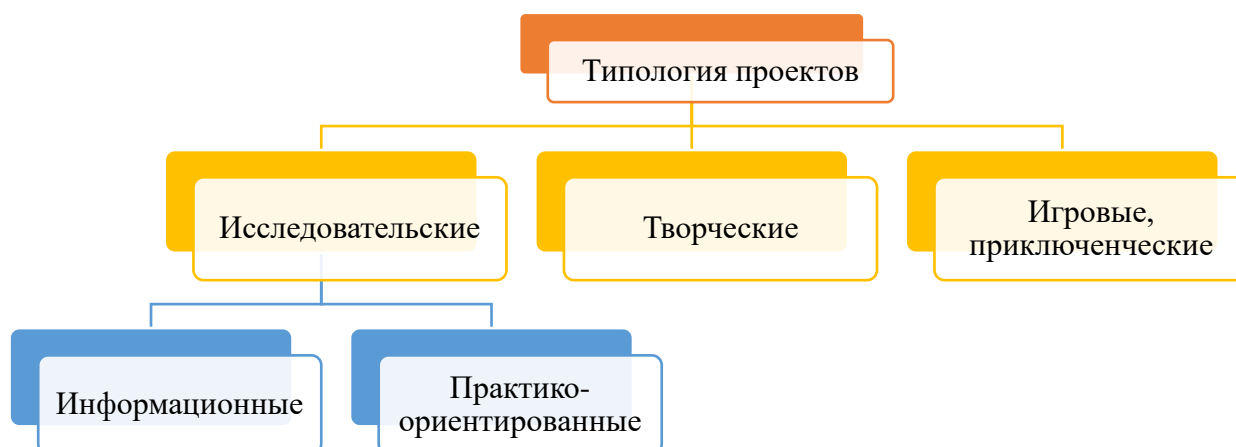 Типология проектов
Исследовательские
Творческие
Игровые,
приключенческие
Информационные
Практико-
ориентированные